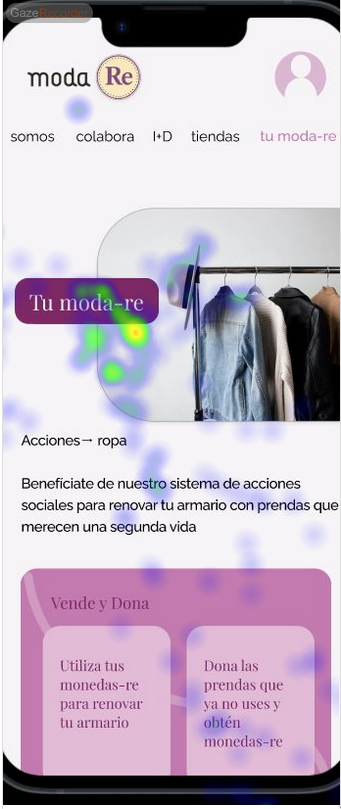 GazeRecorder
moda Re
somos colabora I+D tiendas tu moda-re
Tu moda-re
Acciones→ ropa
Benefíciate de nuestro sistema de acciones
sociales para renovar tu armario con prendas que
merecen una segunda vida
Vende y Dona
Utiliza tus
monedas-re
para renovar
tu armario
Dona las
prendas que
ya no uses y
obtén
monedas-re